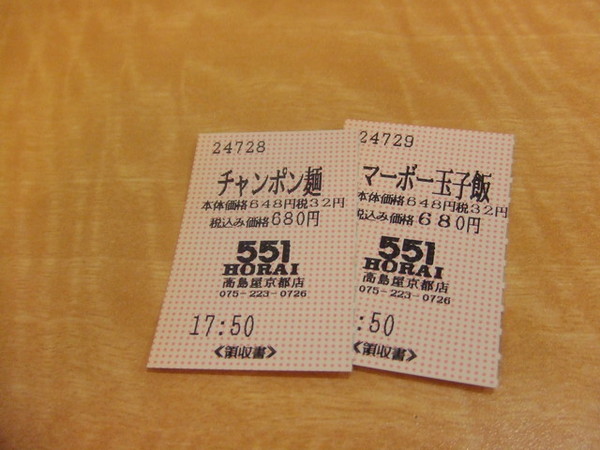 24728
チャンポン麺
本体価格648円税32円
税込み価格680円
551
HORAI
高島屋京都店
075-223-0726
17:50
《領収書》
24729
マーボー玉子飯
本体価格648円税32円
税込み価格680円
551
HORAI
高島屋京都店
075-223-0726
:50
《領収書》